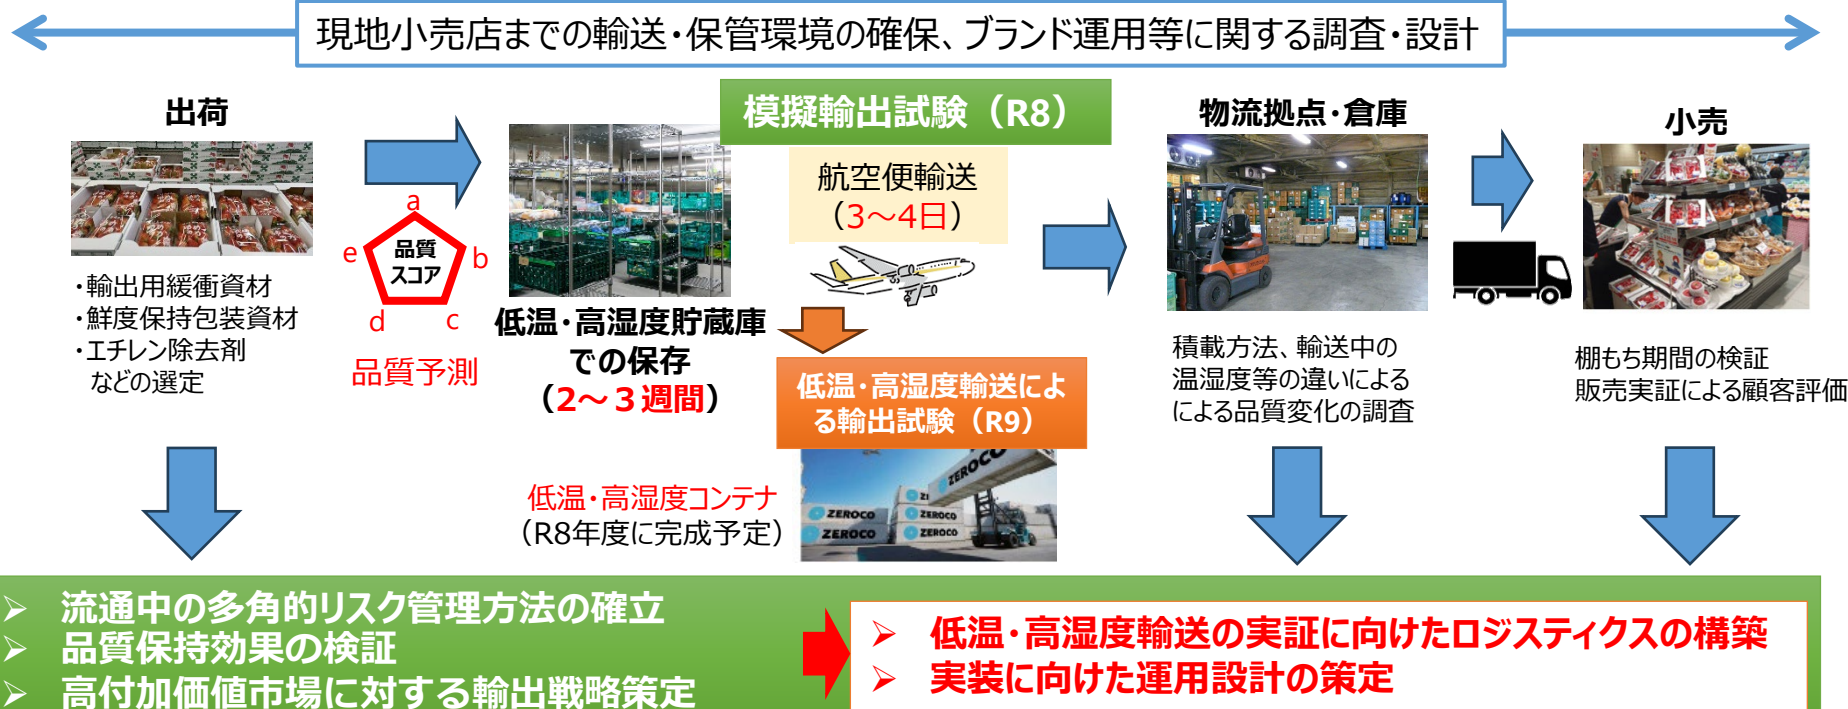 現地小売店までの輸送・保管環境の確保、ブランド運用等に関する調査・設計
出荷
・輸出用緩衝資材
・鮮度保持包装資材
・エチレン除去剤
などの選定
a
b
c
d
e
品質
スコア
品質予測
低温・高湿度貯蔵庫
での保存
（2～３週間）
模擬輸出試験（R8）
航空便輸送
（3～4日）
低温・高湿度輸送によ
る輸出試験（R9）
低温・高湿度コンテナ
（R8年度に完成予定）
ZEROCO
ZEROCO
ZEROCO
ZEROCO
ZEROCO
物流拠点・倉庫
積載方法、輸送中の
温湿度等の違いによる
による品質変化の調査
小売
棚もち期間の検証
販売実証による顧客評価
➢ 流通中の多角的リスク管理方法の確立
➢ 品質保持効果の検証
➢ 高付加価値市場に対する輸出戦略策定
➢ 低温・高湿度輸送の実証に向けたロジスティクスの構築
➢ 実装に向けた運用設計の策定